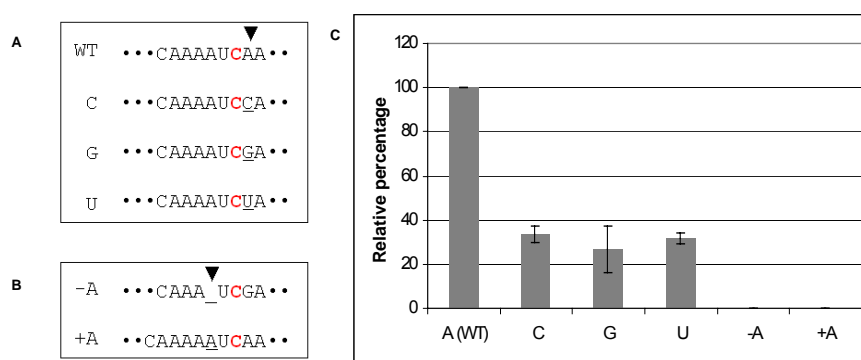 A
WT •••CAAAAUCAA••
C •••CAAAAUCCA••
G •••CAAAAUCGA••
U •••CAAAAUCUA••
B
-A •••CAAA_UCGA••
+A ••CAAAAAUCAA••
C
Relative percentage
120
100
80
60
40
20
0
A (WT) C G U -A +A